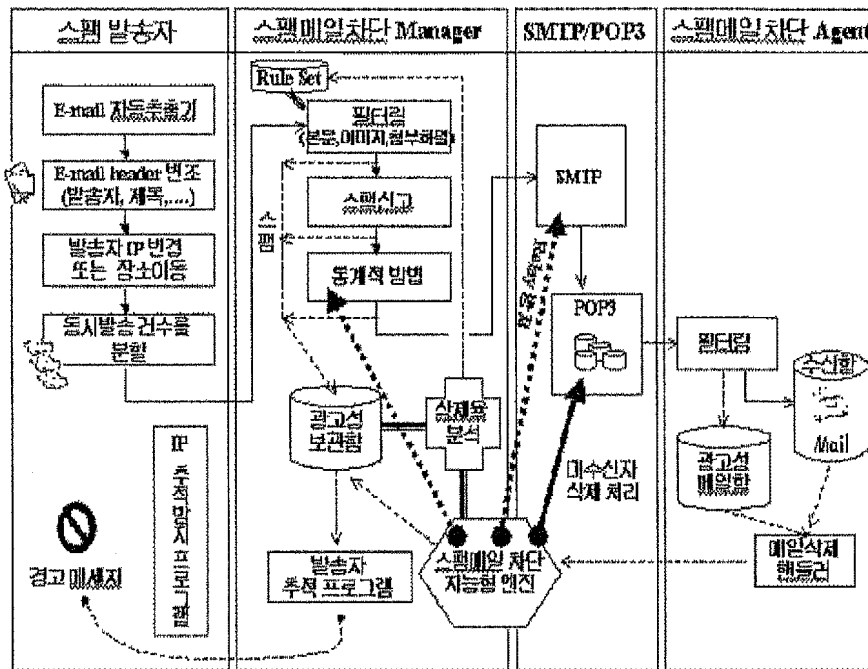 스팸 발송자
스팸메일차단 Manager
SMTP/POP3
스팸메일차단 Agent
E-mail 자동추출기
E-mail header 변조
(발송자, 제목,....)
발송자 IP 변경
또는 장소이동
동시발송 건수를
분할
IP 추적방지 프로그램
경고 메세지
Rule Set
필터링
(본문,이미지,첨부화일)
스팸신고
통계적 방법
스팸
광고성
보관함
삭제율
분석
발송자
추적 프로그램
스팸메일 차단
지능형 엔진
SMTP
POP3
미수신자
삭제 처리
필터링
수신함
Mail
광고성
메일함
메일삭제
핸들러